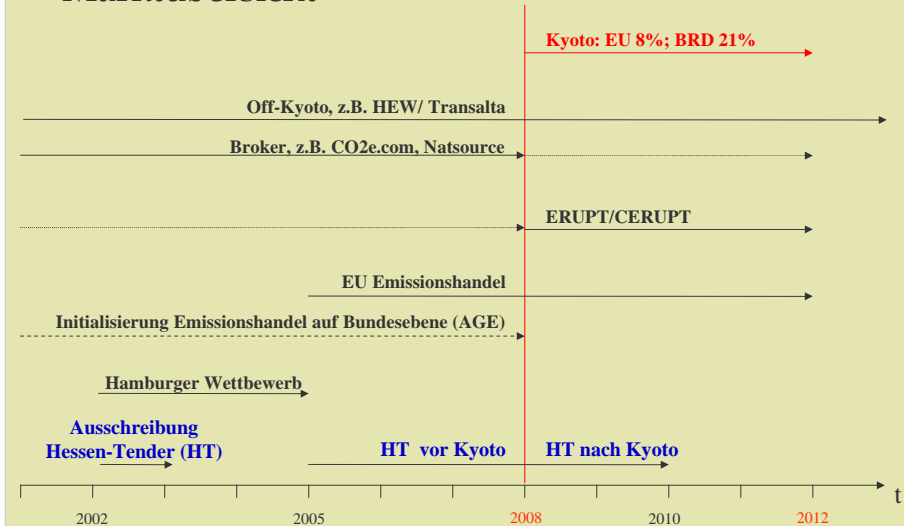 Kyoto: EU 8%; BRD 21%
Off-Kyoto, z.B. HEW/ Transalta
Broker, z.B. CO2e.com, Natsource
ERUPT/CERUPT
EU Emissionshandel
Initialisierung Emissionshandel auf Bundesebene (AGE)
Hamburger Wettbewerb
Ausschreibung
Hessen-Tender (HT)
HT vor Kyoto
HT nach Kyoto
t
2002
2005
2008
2010
2012